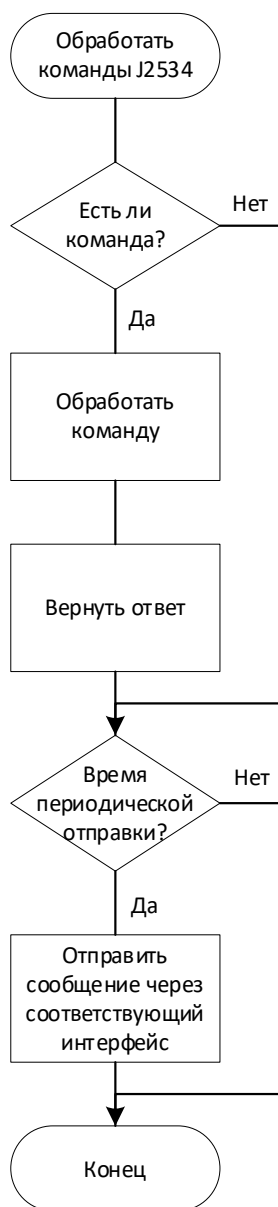 Обработать
команды J2534
Есть ли
команда?
Нет
Да
Обработать
команду
Вернуть ответ
Время
периодической
отправки?
Нет
Да
Отправить
сообщение через
соответствующий
интерфейс
Конец